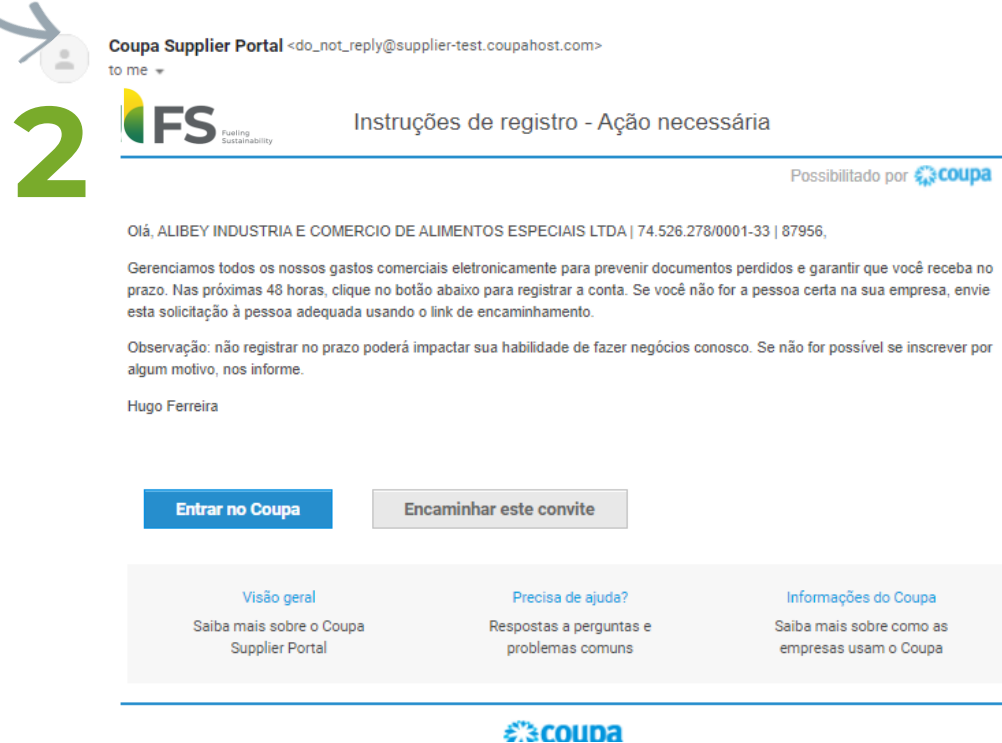 Coupa Supplier Portal <do_not_reply@supplier-test.coupahost.com>
to me
2
FS Fueling
Sustainability
Instruções de registro - Ação necessária
Possibilitado por coupa
Olá, ALIBEY INDUSTRIA E COMERCIO DE ALIMENTOS ESPECIAIS LTDA | 74.526.278/0001-33 | 87956,
Gerenciamos todos os nossos gastos comerciais eletronicamente para prevenir documentos perdidos e garantir que você receba no
prazo. Nas próximas 48 horas, clique no botão abaixo para registrar a conta. Se você não for a pessoa certa na sua empresa, envie
esta solicitação à pessoa adequada usando o link de encaminhamento.
Observação: não registrar no prazo poderá impactar sua habilidade de fazer negócios conosco. Se não for possível se inscrever por
algum motivo, nos informe.
Hugo Ferreira
Entrar no Coupa
Encaminhar este convite
Visão geral
Saiba mais sobre o Coupa
Supplier Portal
Precisa de ajuda?
Respostas a perguntas e
problemas comuns
Informações do Coupa
Saiba mais sobre como as
empresas usam o Coupa
coupa